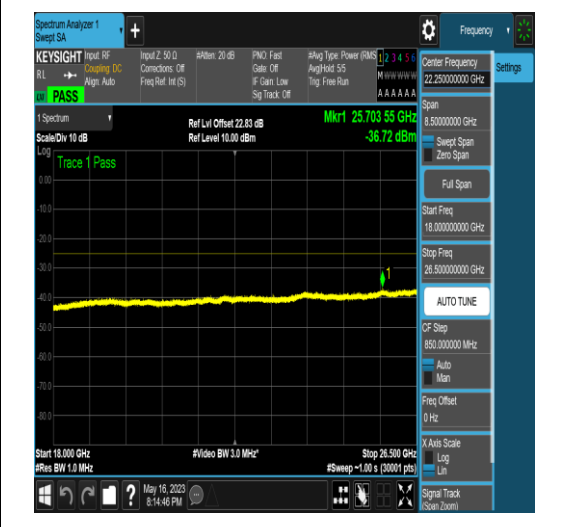 Spectrum Analyzer 1
Swept SA
+
Frequency
KEYSIGHT
RL
PASS
Input: RF
Coupling: DC
Align: Auto
Input Z: 50 Ω
Corrections: Off
Freq Ref: Int (S)
#Atten: 20 dB
PNO: Fast
Gate: Off
IF Gain: Low
Sig Track: Off
#Avg Type: Power (RMS
Avg|Hold: 5/5
Trig: Free Run
1 2 3 4 5 6
M W W W W W
A A A A A A
1 Spectrum
Scale/Div 10 dB
Ref Lvl Offset 22.83 dB
Ref Level 10.00 dBm
Mkr1 25.703 55 GHz
-36.72 dBm
Log
Trace 1 Pass
0.00
-10.0
-20.0
-30.0
-40.0
-50.0
-60.0
-70.0
-80.0
1
Start 18.000 GHz
#Res BW 1.0 MHz
#Video BW 3.0 MHz*
Stop 26.500 GHz
#Sweep ~1.00 s (30001 pts)
May 16, 2023
8:14:46 PM
?
Center Frequency
22.250000000 GHz
Settings
Span
8.50000000 GHz
Swept Span
Zero Span
Full Span
Start Freq
18.000000000 GHz
Stop Freq
26.500000000 GHz
AUTO TUNE
CF Step
850.000000 MHz
Auto
Man
Freq Offset
0 Hz
X Axis Scale
Log
Lin
Signal Track
(Span Zoom)